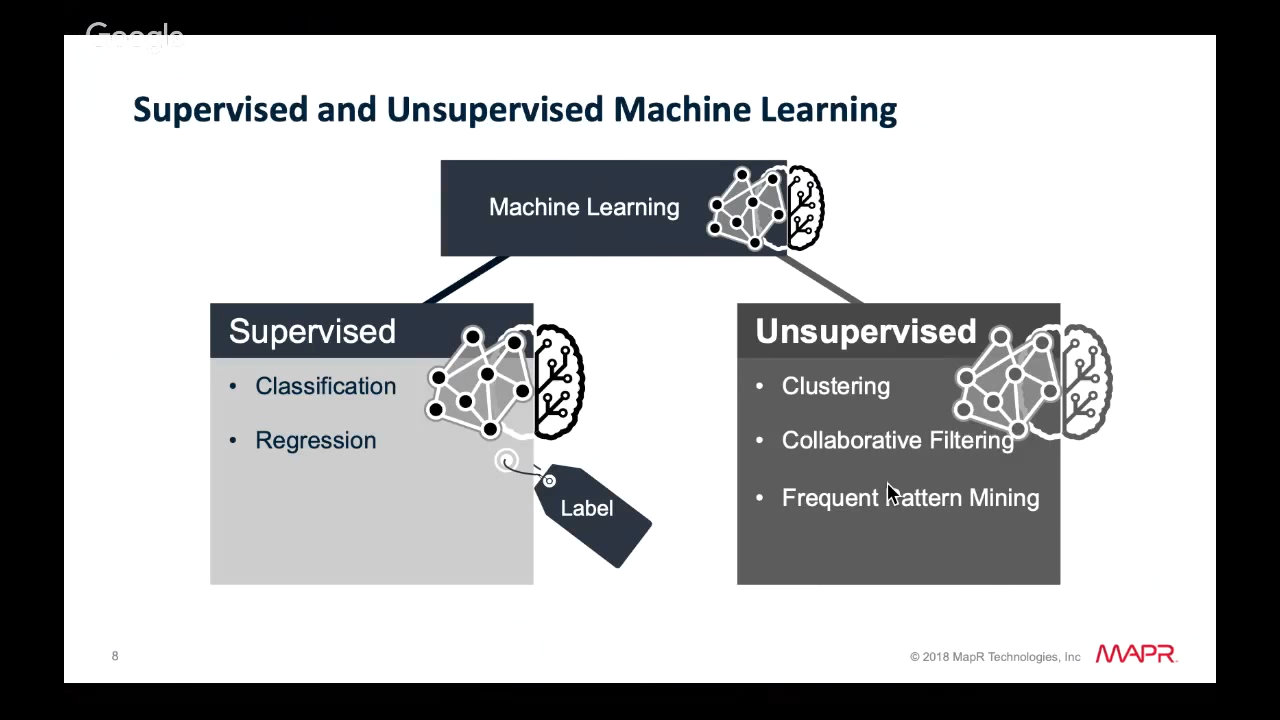 Google
Supervised and Unsupervised Machine Learning
Machine Learning
Supervised
• Classification
• Regression
Label
Unsupervised
• Clustering
• Collaborative Filtering
• Frequent Pattern Mining
8
© 2018 MapR Technologies, Inc
MAPR